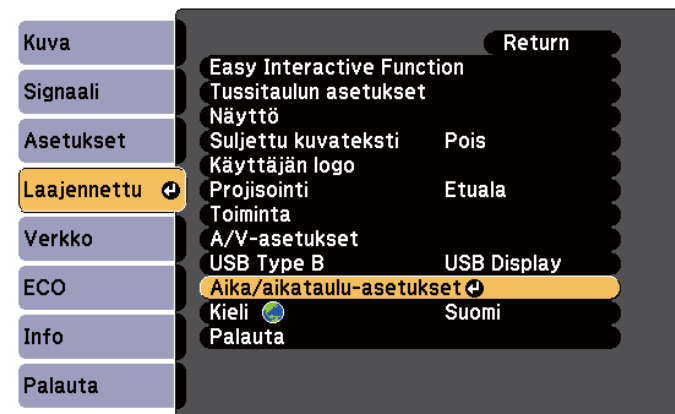 Kuva
Signaali
Asetukset
Laajennettu
Verkko
ECO
Info
Palauta
Return
Easy Interactive Function
Tussitaulun asetukset
Näyttö
Suljettu kuvateksti Pois
Käyttäjän logo
Projisointi Etuala
Toiminta
A/V-asetukset
USB Type B USB Display
Aika/aikataulu-asetukset
Kieli Suomi
Palauta